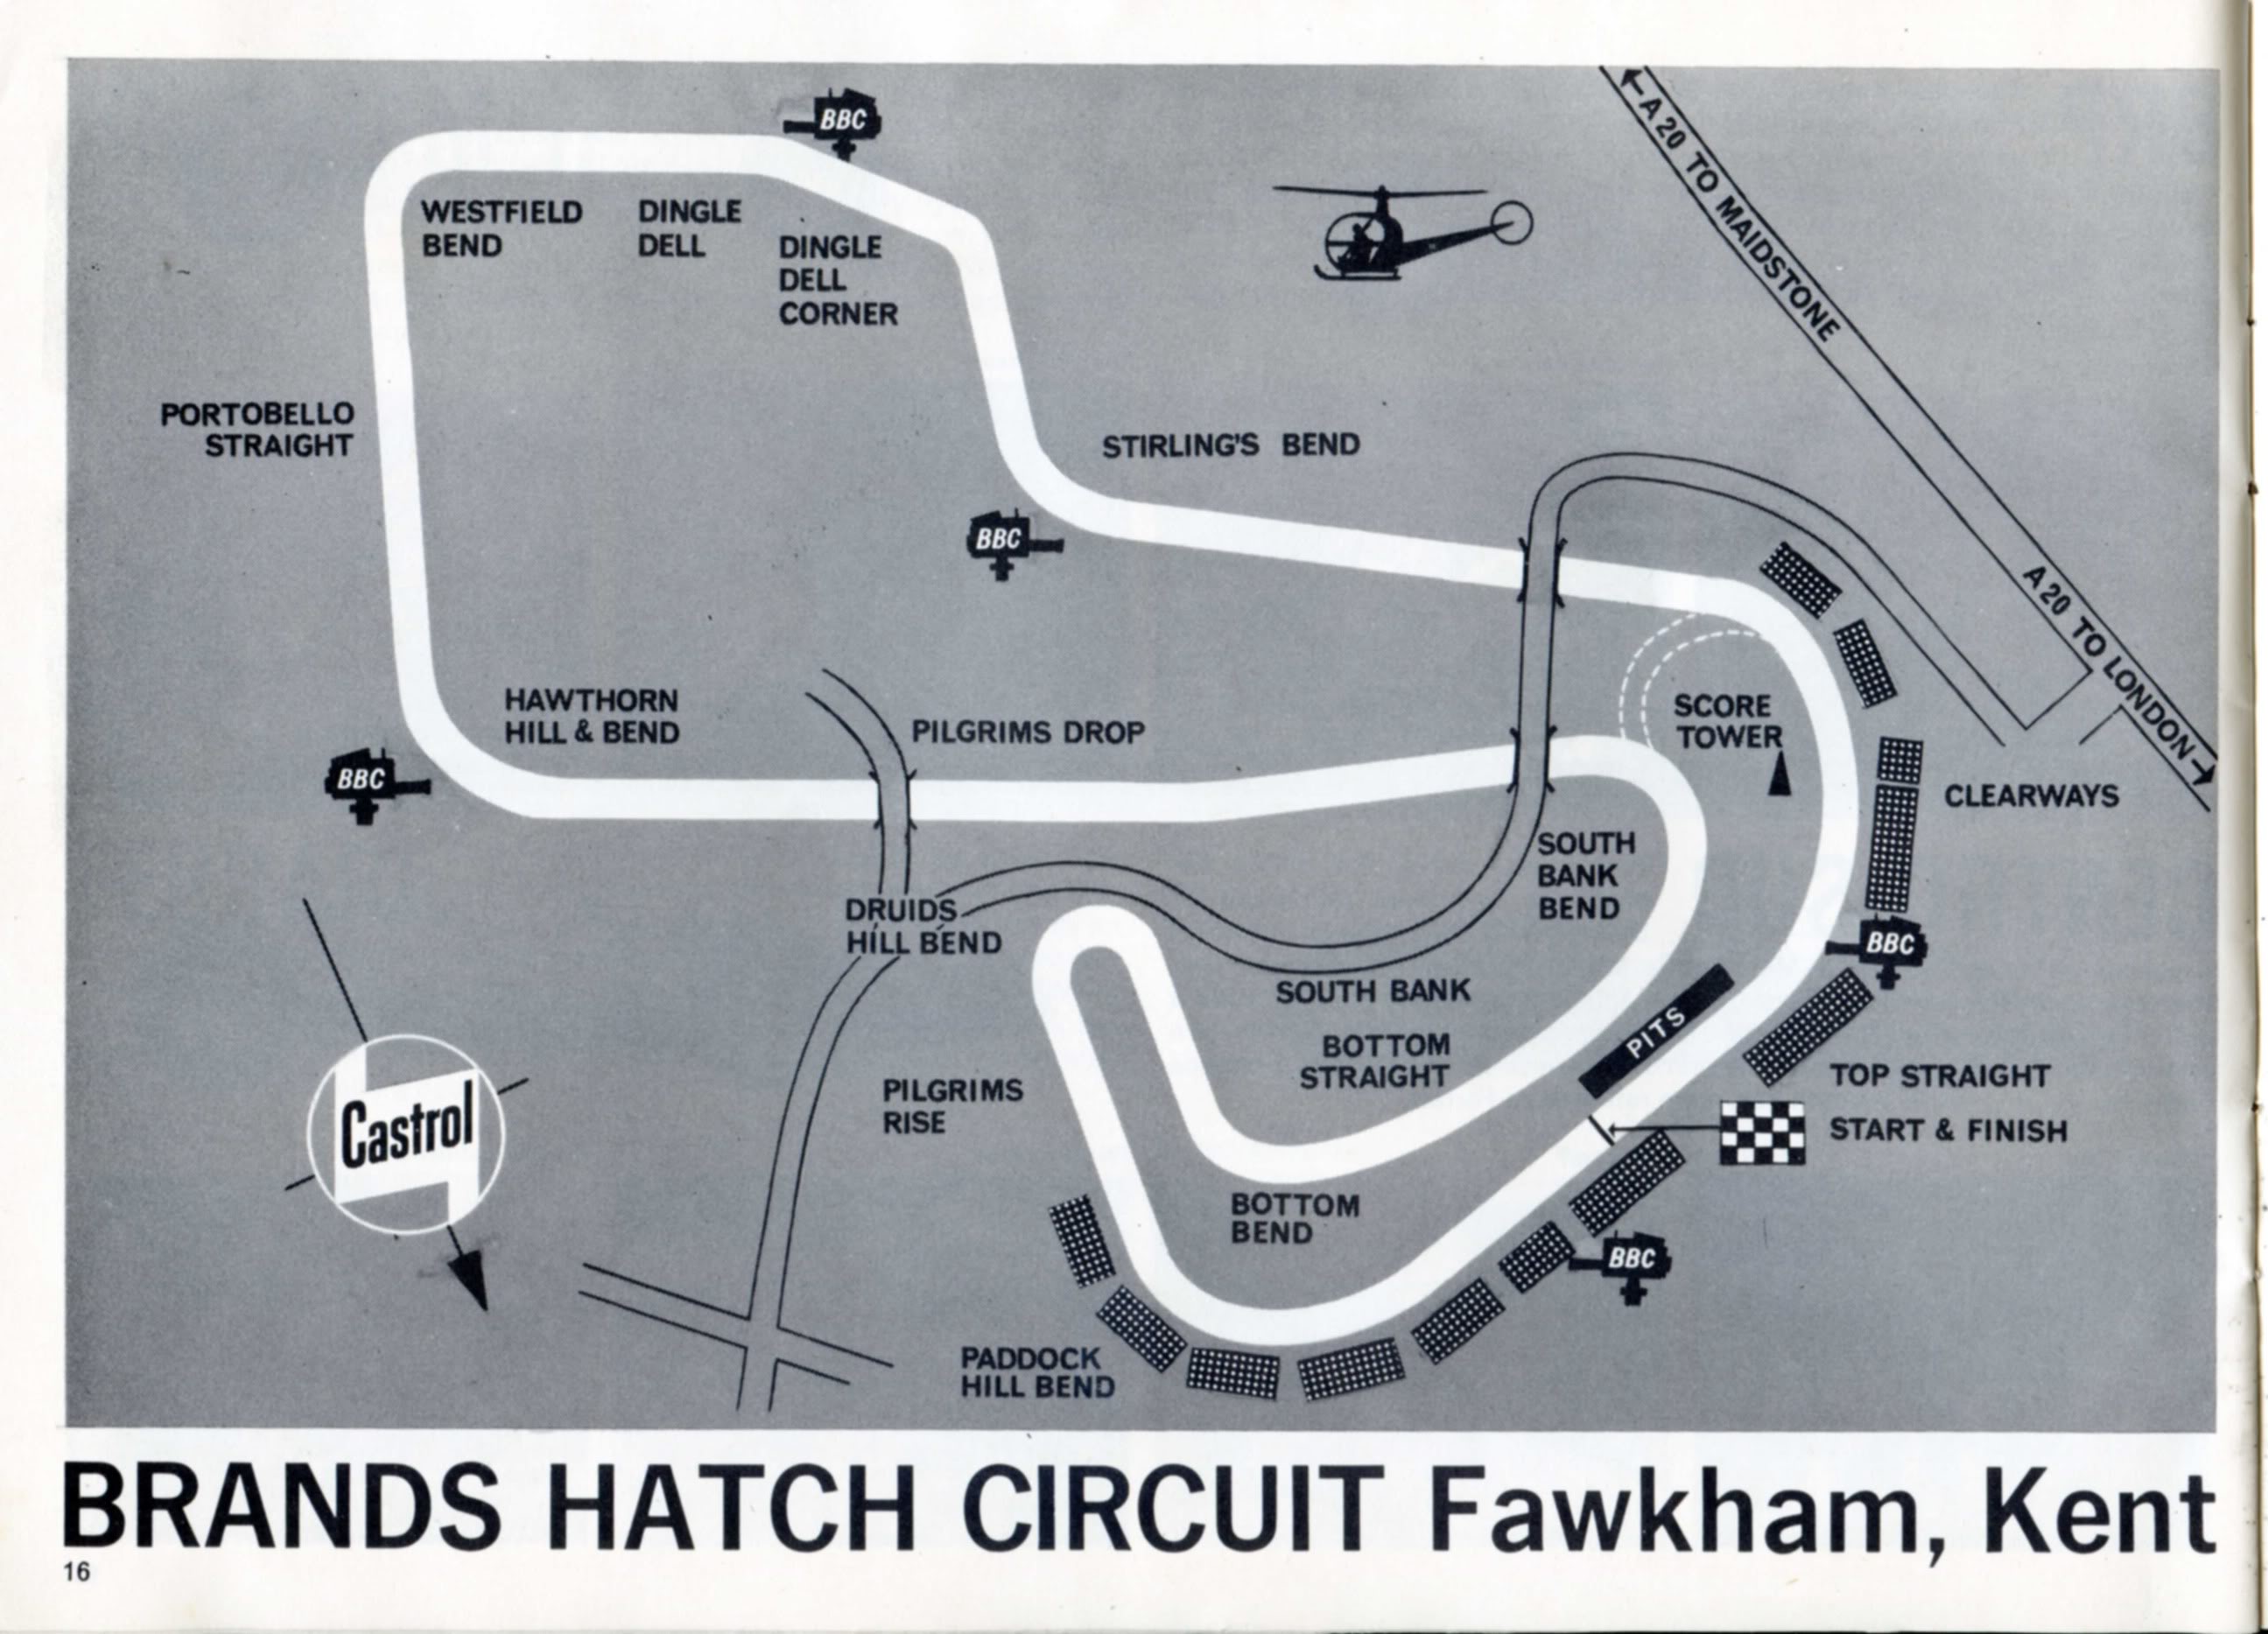 BBC
A 20 TO MAIDSTONE
WESTFIELD
BEND
DINGLE
DELL
DINGLE
DELL
CORNER
PORTOBELLO
STRAIGHT
STIRLING'S BEND
BBC
A 20 TO LONDON
HAWTHORN
HILL & BEND
PILGRIMS DROP
SCORE
TOWER
BBC
CLEARWAYS
SOUTH
BANK
BEND
DRUIDS
HILL BEND
BBC
SOUTH BANK
PITS
BOTTOM
STRAIGHT
TOP STRAIGHT
PILGRIMS
RISE
Castrol
START & FINISH
BOTTOM
BEND
BBC
PADDOCK
HILL BEND
BRANDS HATCH CIRCUIT Fawkham, Kent
16